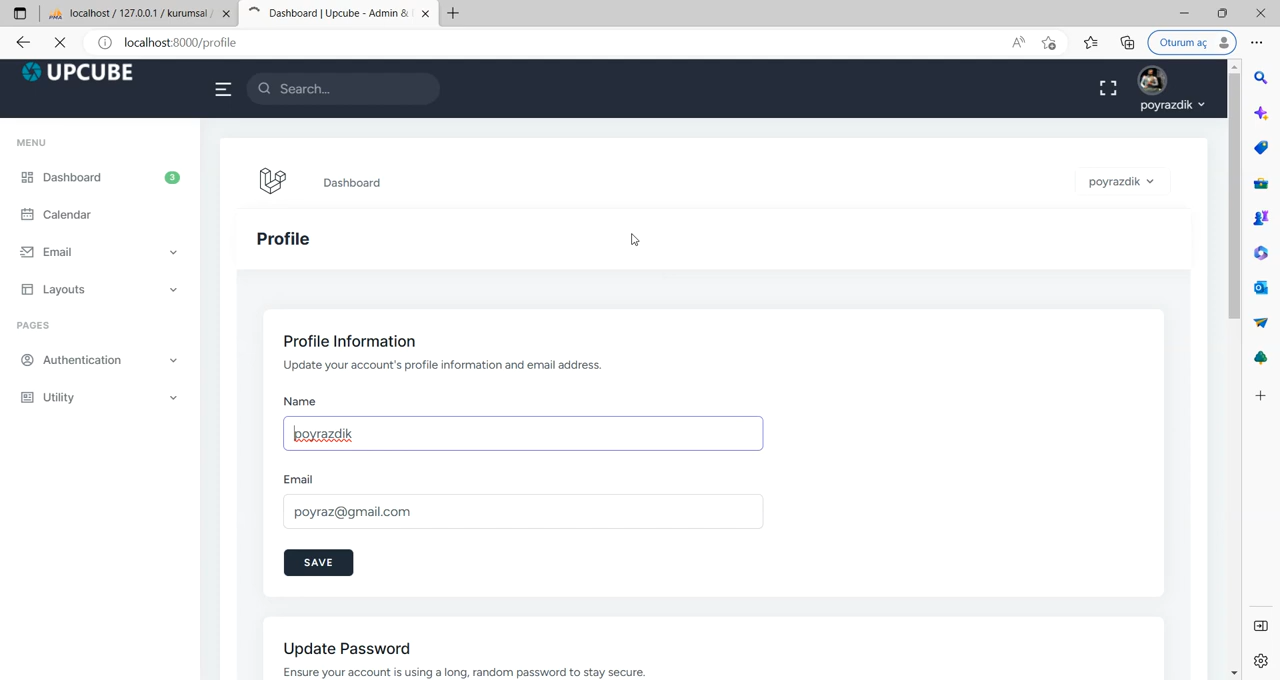 localhost / 127.0.0.1 / kurumsal /
Dashboard | Upcube - Admin &
localhost:8000/profile
Oturum aç
UPCUBE
Search...
poyrazdik
MENU
Dashboard
3
Calendar
Email
Layouts
PAGES
Authentication
Utility
Dashboard
poyrazdik
Profile
Profile Information
Update your account's profile information and email address.
Name
poyrazdik
Email
poyraz@gmail.com
SAVE
Update Password
Ensure your account is using a long, random password to stay secure.